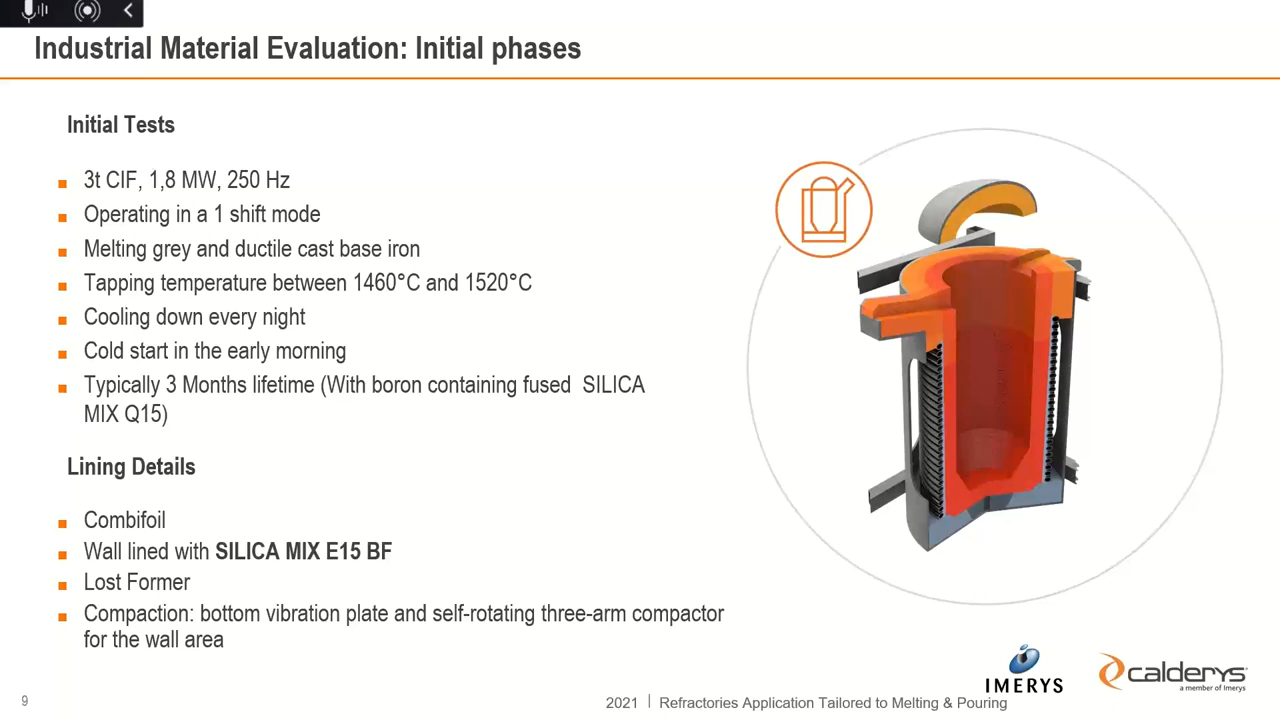 Industrial Material Evaluation: Initial phases
Initial Tests
3t CIF, 1,8 MW, 250 Hz
Operating in a 1 shift mode
Melting grey and ductile cast base iron
Tapping temperature between 1460°C and 1520°C
Cooling down every night
Cold start in the early morning
Typically 3 Months lifetime (With boron containing fused SILICA
MIX Q15)
Lining Details
Combifoil
Wall lined with SILICA MIX E15 BF
Lost Former
Compaction: bottom vibration plate and self-rotating three-arm compactor
for the wall area
IMERYS
calderys
a member of Imerys
9
2021 | Refractories Application Tailored to Melting & Pouring